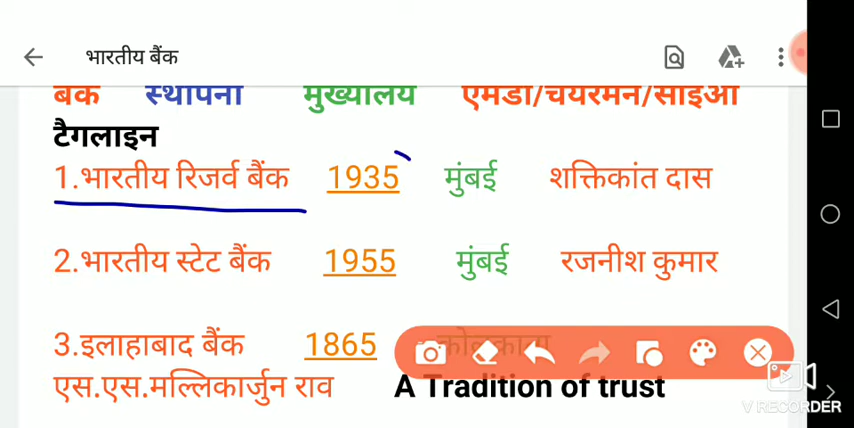 भारतीय बैंक
बैंक स्थापना मुख्यालय एमडी/चेयरमैन/सीईओ
टैगलाइन
1.भारतीय रिजर्व बैंक 1935 मुंबई शक्तिकांत दास
2.भारतीय स्टेट बैंक 1955 मुंबई रजनीश कुमार
3.इलाहाबाद बैंक 1865 कोलकाता
एस.एस.मल्लिकार्जुन राव A Tradition of trust
V RECORDER